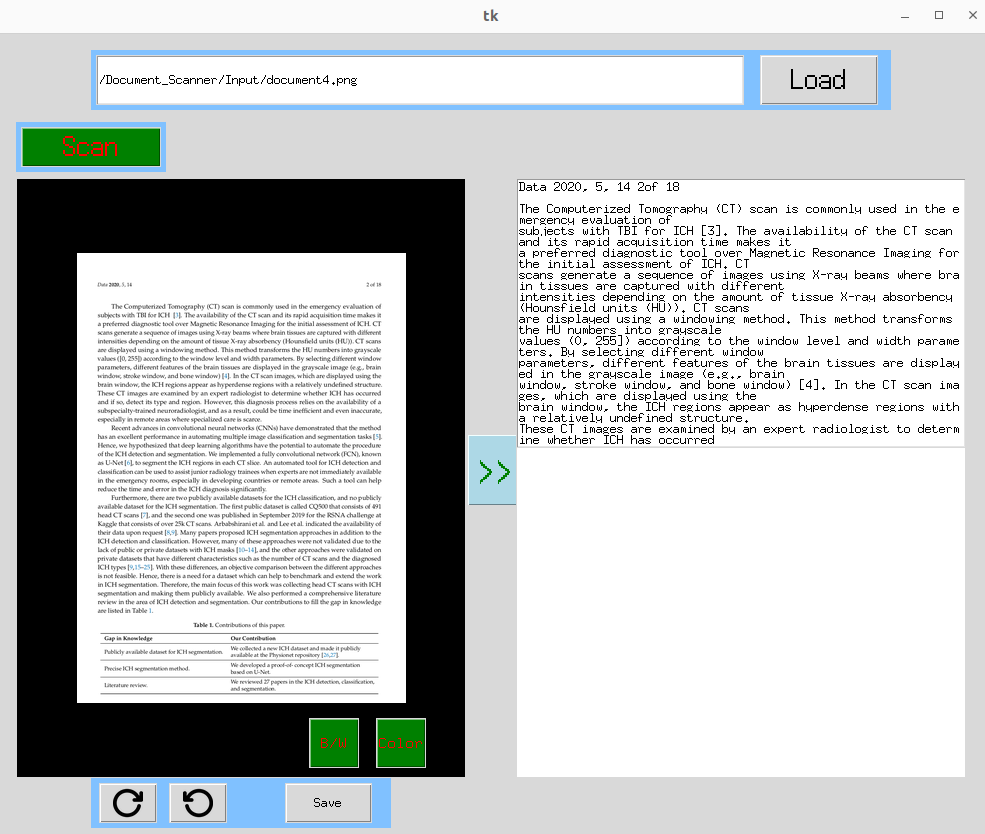 tk
/Document_Scanner/Input/document4.png
Load
Scan
Data 2020, 5, 14
2 of 18
The Computerized Tomography (CT) scan is commonly used in the emergency evaluation of
subjects with TBI for ICH [3]. The availability of the CT scan and its rapid acquisition time makes it
a preferred diagnostic tool over Magnetic Resonance Imaging for the initial assessment of ICH. CT
scans generate a sequence of images using X-ray beams where brain tissues are captured with different
intensities depending on the amount of tissue X-ray absorbency (Hounsfield units (HU)). CT scans
are displayed using a windowing method. This method transforms the HU numbers into grayscale
values ([0, 255]) according to the window level and width parameters. By selecting different window
parameters, different features of the brain tissues are displayed in the grayscale image (e.g., brain
window, stroke window, and bone window) [4]. In the CT scan images, which are displayed using the
brain window, the ICH regions appear as hyperdense regions with a relatively undefined structure.
These CT images are examined by an expert radiologist to determine whether ICH has occurred
and if so, detect its type and region. However, this diagnosis process relies on the availability of a
subspecialty-trained neuroradiologist, and as a result, could be time inefficient and even inaccurate,
especially in remote areas where specialized care is scarce.
Recent advances in convolutional neural networks (CNNs) have demonstrated that the method
has an excellent performance in automating multiple image classification and segmentation tasks [5].
Hence, we hypothesized that deep learning algorithms have the potential to automate the procedure
of the ICH detection and segmentation. We implemented a fully convolutional network (FCN), known
as U-Net [6], to segment the ICH regions in each CT slice. An automated tool for ICH detection and
classification can be used to assist junior radiology trainees when experts are not immediately available
in the emergency rooms, especially in developing countries or remote areas. Such a tool can help
reduce the time and error in the ICH diagnosis significantly.
Furthermore, there are two publicly available datasets for the ICH classification, and no publicly
available dataset for the ICH segmentation. The first public dataset is called CQ500 that consists of 491
head CT scans [7], and the second one was published in September 2019 for the RSNA challenge at
Kaggle that consists of over 25k CT scans. Arbabshirani et al. and Lee et al. indicated the availability of
their data upon request [8,9]. Many papers proposed ICH segmentation approaches in addition to the
ICH detection and classification. However, many of these approaches were not validated due to the
lack of public or private datasets with ICH masks [10–14], and the other approaches were validated on
private datasets that have different characteristics such as the number of CT scans and the diagnosed
ICH types [9,15–25]. With these differences, an objective comparison between the different approaches
is not feasible. Hence, there is a need for a dataset which can help to benchmark and extend the work
in ICH segmentation. Therefore, the main focus of this work was collecting head CT scans with ICH
segmentation and making them publicly available. We also performed a comprehensive literature
review in the area of ICH detection and segmentation. Our contributions to fill the gap in knowledge
are listed in Table 1.
Table 1. Contributions of this paper.
Gap in Knowledge
Our Contribution
Publicly available dataset for ICH segmentation.
We collected a new ICH dataset and made it publicly
available at the Physionet repository [26,27].
Precise ICH segmentation method.
We developed a proof-of- concept ICH segmentation
based on U-Net.
Literature review.
We reviewed 27 papers in the ICH detection, classification,
and segmentation.
>>
Data 2020, 5, 14 2of 18
The Computerized Tomography (CT) scan is commonly used in the e
mergency evaluation of
subjects with TBI for ICH [3]. The availability of the CT scan
and its rapid acquisition time makes it
a preferred diagnostic tool over Magnetic Resonance Imaging for
the initial assessment of ICH. CT
scans generate a sequence of images using X-ray beams where bra
in tissues are captured with different
intensities depending on the amount of tissue X-ray absorbency
(Hounsfield units (HU)). CT scans
are displayed using a windowing method. This method transforms
the HU numbers into grayscale
values (0, 255]) according to the window level and width parame
ters. By selecting different window
parameters, different features of the brain tissues are display
ed in the grayscale image (e.g., brain
window, stroke window, and bone window) [4]. In the CT scan ima
ges, which are displayed using the
brain window, the ICH regions appear as hyperdense regions with
a relatively undefined structure.
These CT images are examined by an expert radiologist to determ
ine whether ICH has occurred
Save